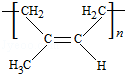 CH₂ H₂C n
C=C
H₃C H